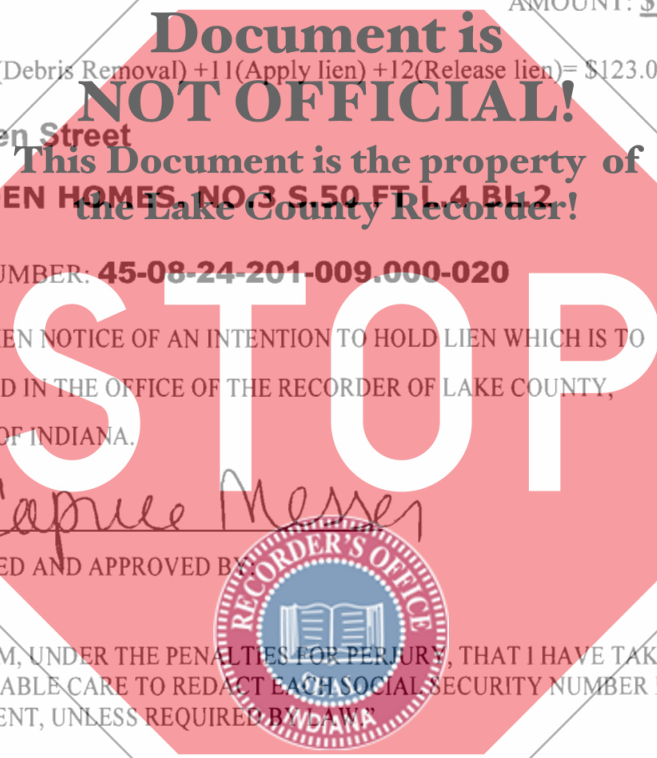 AMOUNT: $
Document is
(Debris Removal) +11(Apply lien) +12(Release lien)= $123.0
NOT OFFICIAL!
en Street
This Document is the property of
EN HOMES, NO.3 S.50 FT L.4 BL.2
the Lake County Recorder!
UMBER: 45-08-24-201-009.000-020
STOP
EN NOTICE OF AN INTENTION TO HOLD LIEN WHICH IS TO
D IN THE OFFICE OF THE RECORDER OF LAKE COUNTY,
OF INDIANA.
Caprice Messer
ED AND APPROVED BY:
RECORDER'S OFFICE
INDIANA
M, UNDER THE PENALTIES FOR PERJURY, THAT I HAVE TAK
ABLE CARE TO REDACT EACH SOCIAL SECURITY NUMBER
ENT, UNLESS REQUIRED BY LAW."